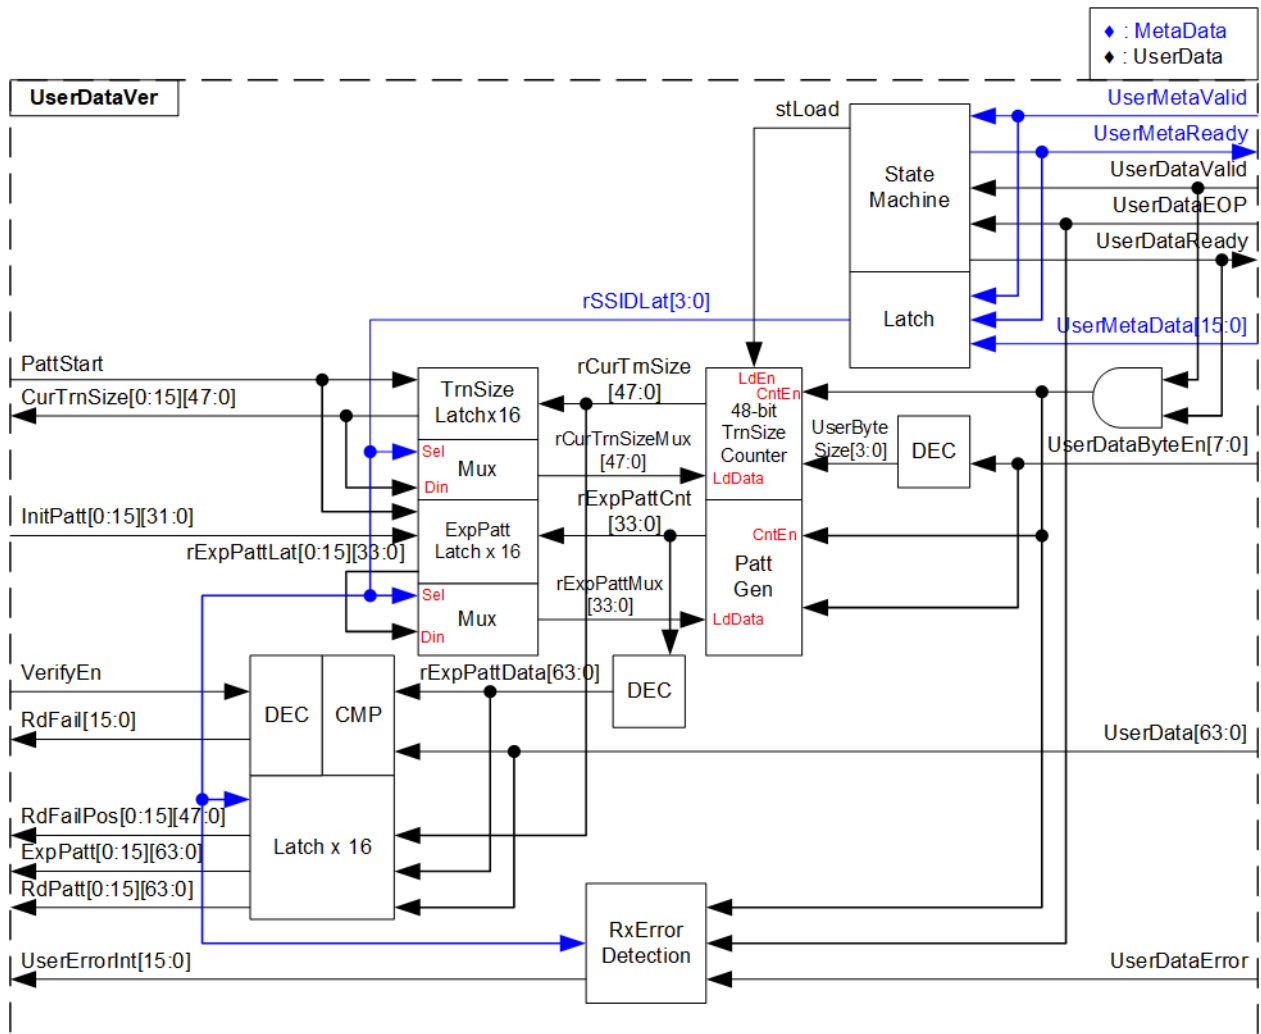 ♦ : MetaData
♦ : UserData
UserDataVer
UserMetaValid
stLoad
UserMetaReady
UserDataValid
State
Machine
UserDataEOP
UserDataReady
rSSIDLat[3:0]
Latch
UserMetaData[15:0]
PattStart
CurTrnSize[0:15][47:0]
TrnSize
Latchx16
rCurTrnSize
[47:0]
LdEn
CntEn
48-bit
TrnSize
Counter
LdData
UserByte
Size[3:0]
DEC
UserDataByteEn[7:0]
Sel
Mux
Din
rCurTrnSizeMux
[47:0]
InitPatt[0:15][31:0]
rExpPattLat[0:15][33:0]
ExpPatt
Latch x 16
rExpPattCnt
[33:0]
CntEn
Patt
Gen
LdData
Sel
Mux
Din
rExpPattMux
[33:0]
VerifyEn
RdFail[15:0]
DEC
CMP
rExpPattData[63:0]
DEC
UserData[63:0]
RdFailPos[0:15][47:0]
ExpPatt[0:15][63:0]
RdPatt[0:15][63:0]
Latch x 16
RxError
Detection
UserErrorInt[15:0]
UserDataError